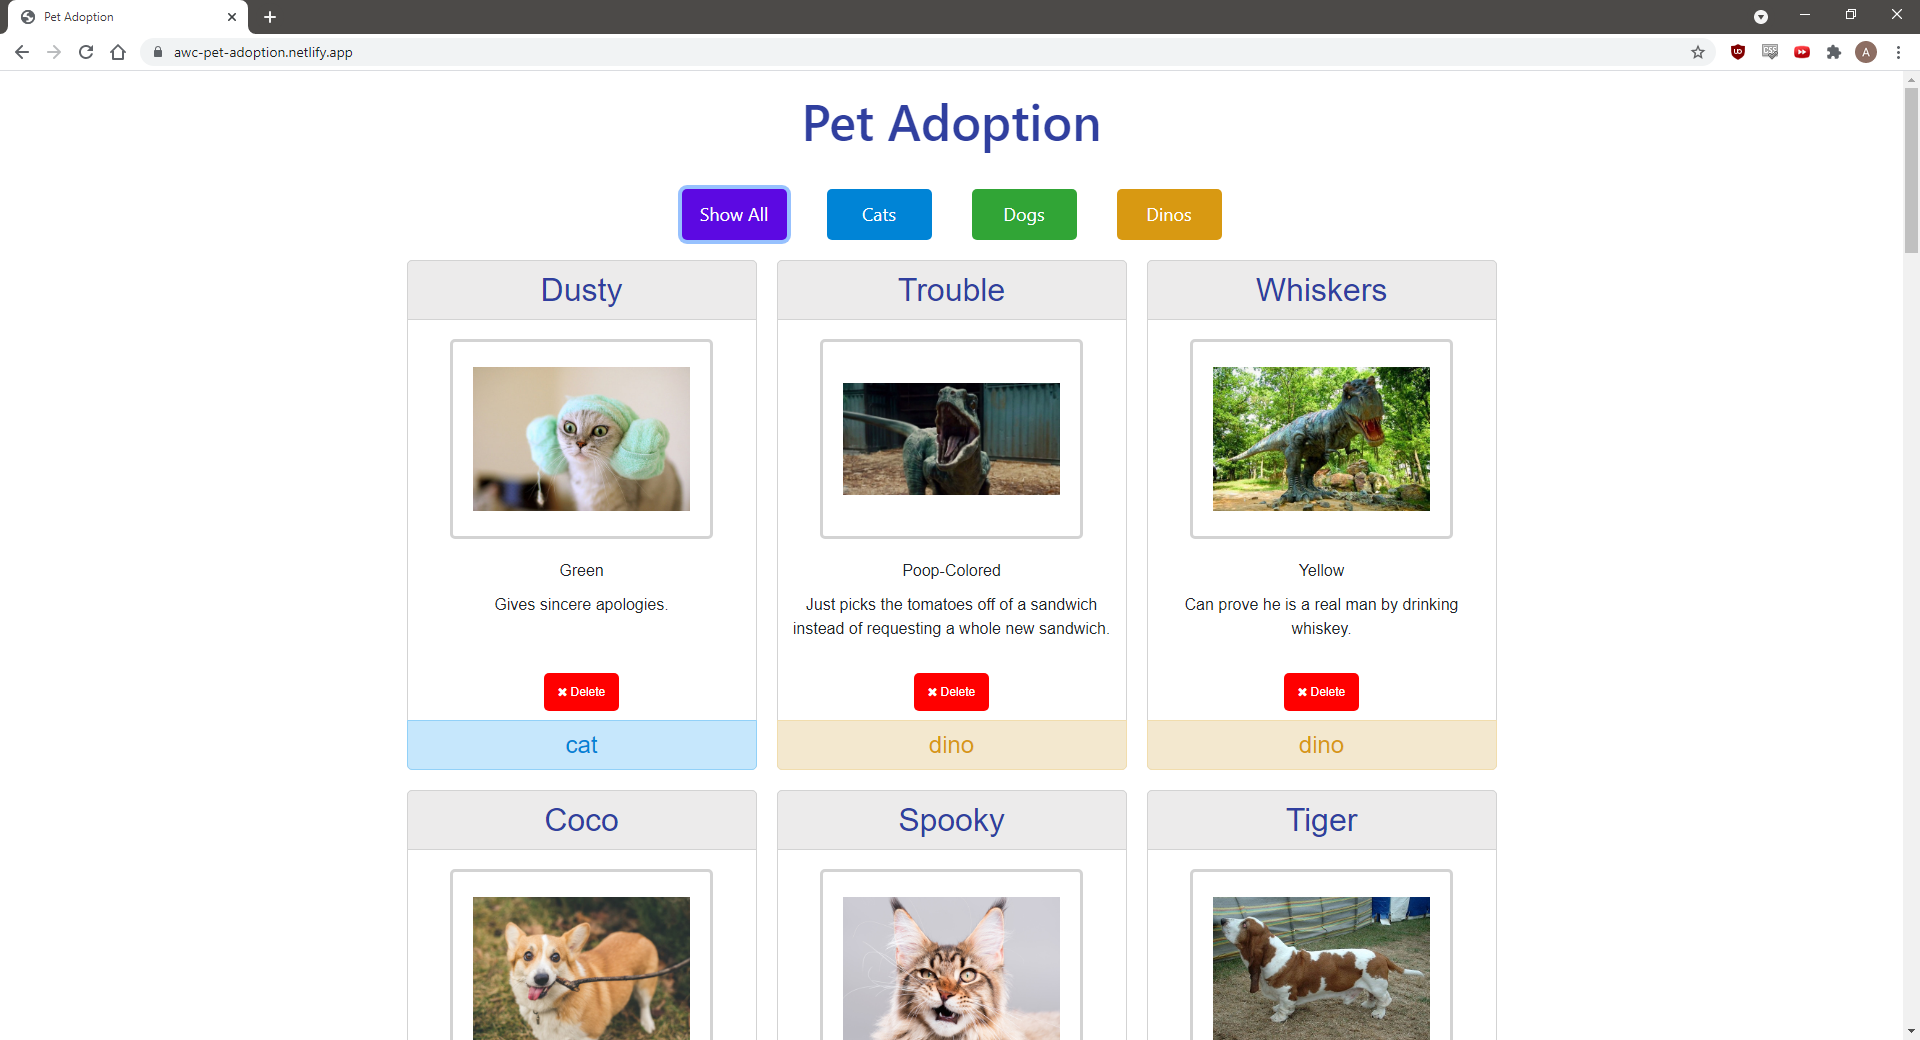 Pet Adoption
awc-pet-adoption.netlify.app
A
Pet Adoption
Show All
Cats
Dogs
Dinos
Dusty
Trouble
Whiskers
Green
Poop-Colored
Yellow
Gives sincere apologies.
Just picks the tomatoes off of a sandwich
instead of requesting a whole new sandwich.
Can prove he is a real man by drinking
whiskey.
✖ Delete
✖ Delete
✖ Delete
cat
dino
dino
Coco
Spooky
Tiger